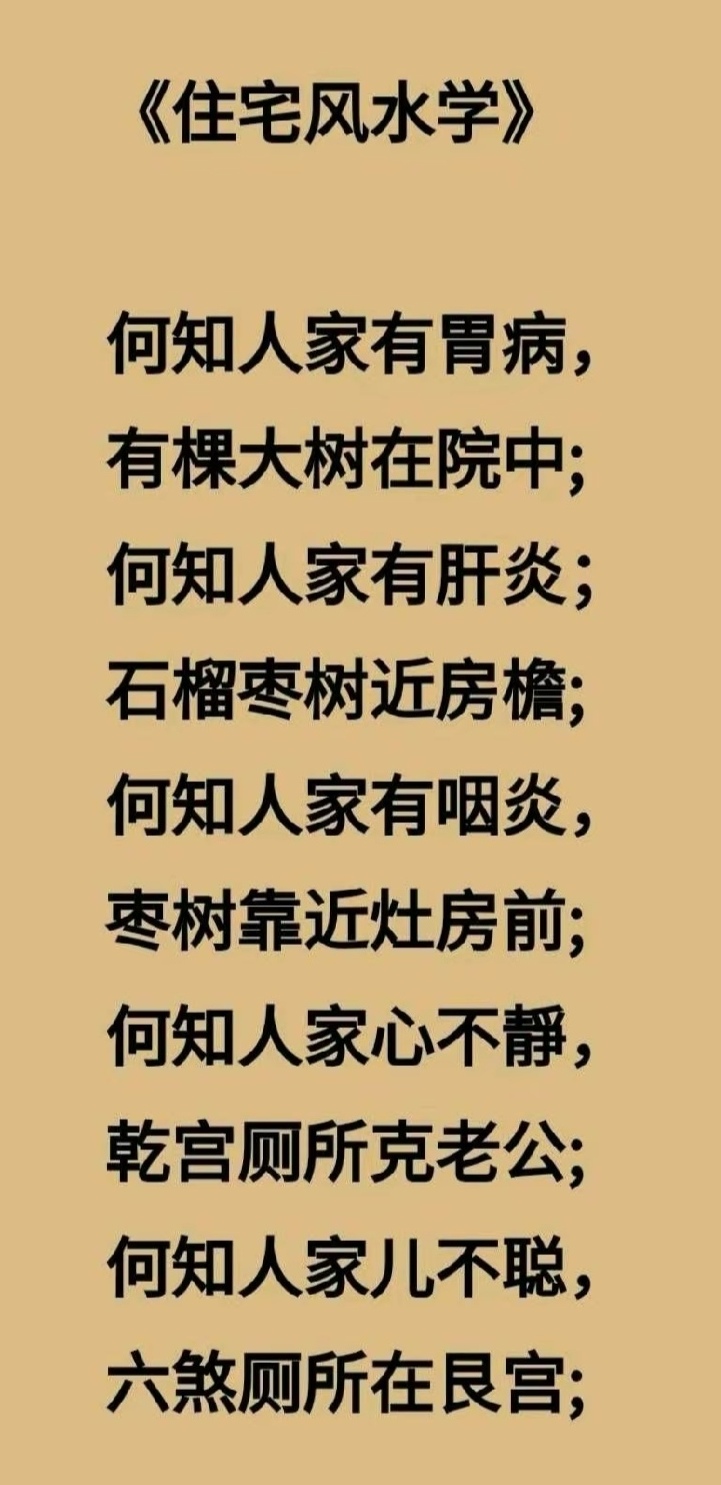 《住宅风水学》
何知人家有胃病，
有棵大树在院中;
何知人家有肝炎；
石榴枣树近房檐;
何知人家有咽炎，
枣树靠近灶房前;
何知人家心不靜，
乾宫厕所克老公;
何知人家儿不聪，
六煞厕所在艮宫;